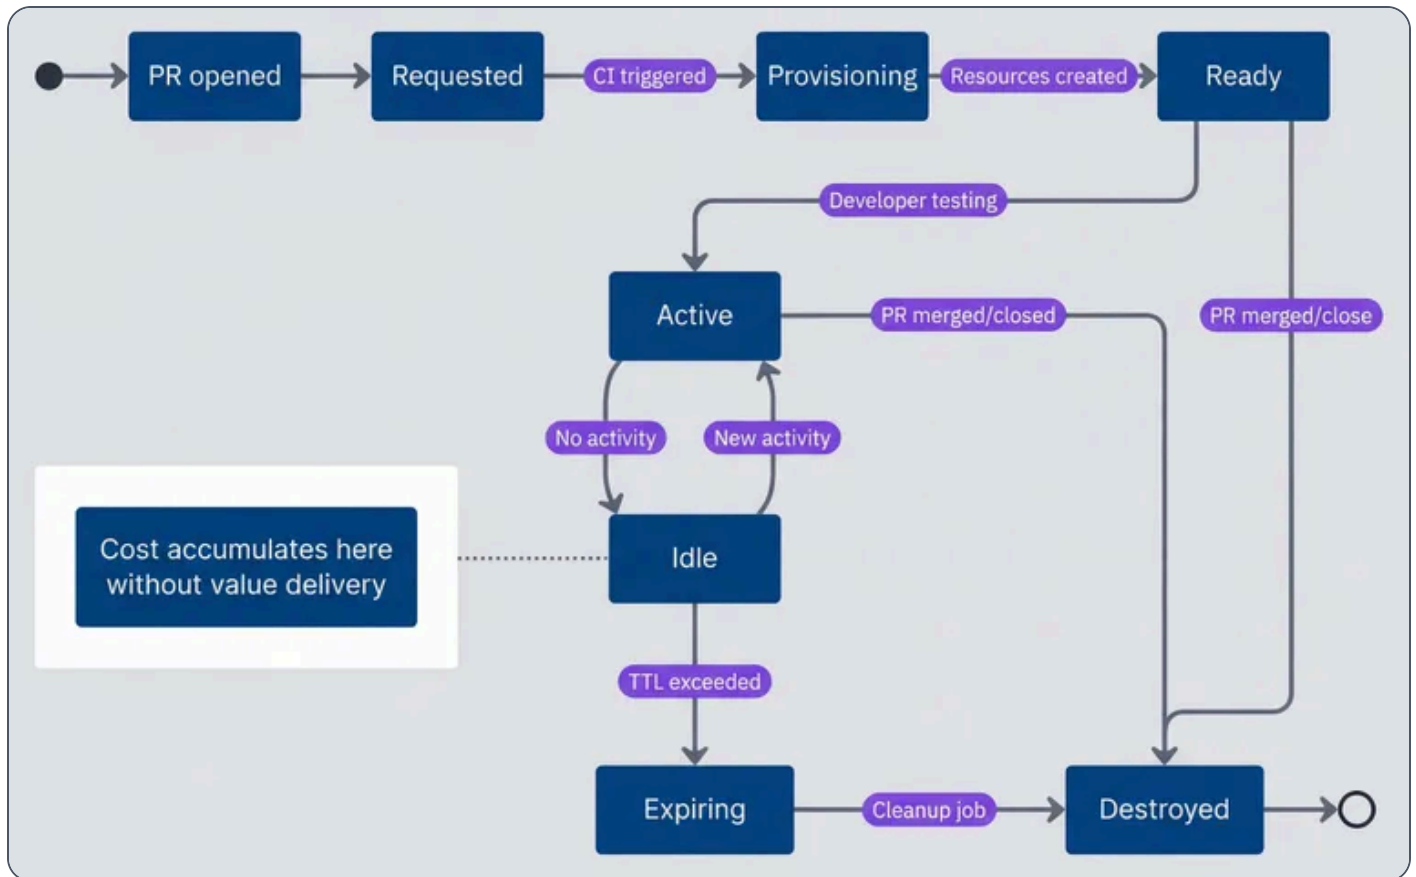 PR opened
Requested
CI triggered
Provisioning
Resources created
Ready
Developer testing
Active
PR merged/closed
PR merged/close
No activity
New activity
Cost accumulates here
without value delivery
Idle
TTL exceeded
Expiring
Cleanup job
Destroyed